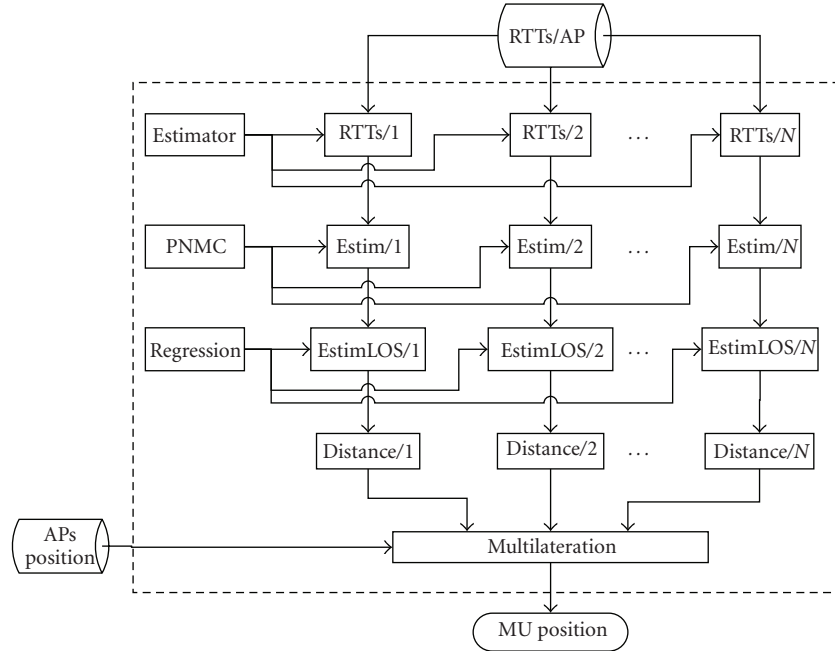 RTTs/AP
Estimator
RTTs/1
RTTs/2
...
RTTs/N
PNMC
Estim/1
Estim/2
...
Estim/N
Regression
EstimLOS/1
EstimLOS/2
...
EstimLOS/N
Distance/1
Distance/2
...
Distance/N
APs
position
Multilateration
MU position